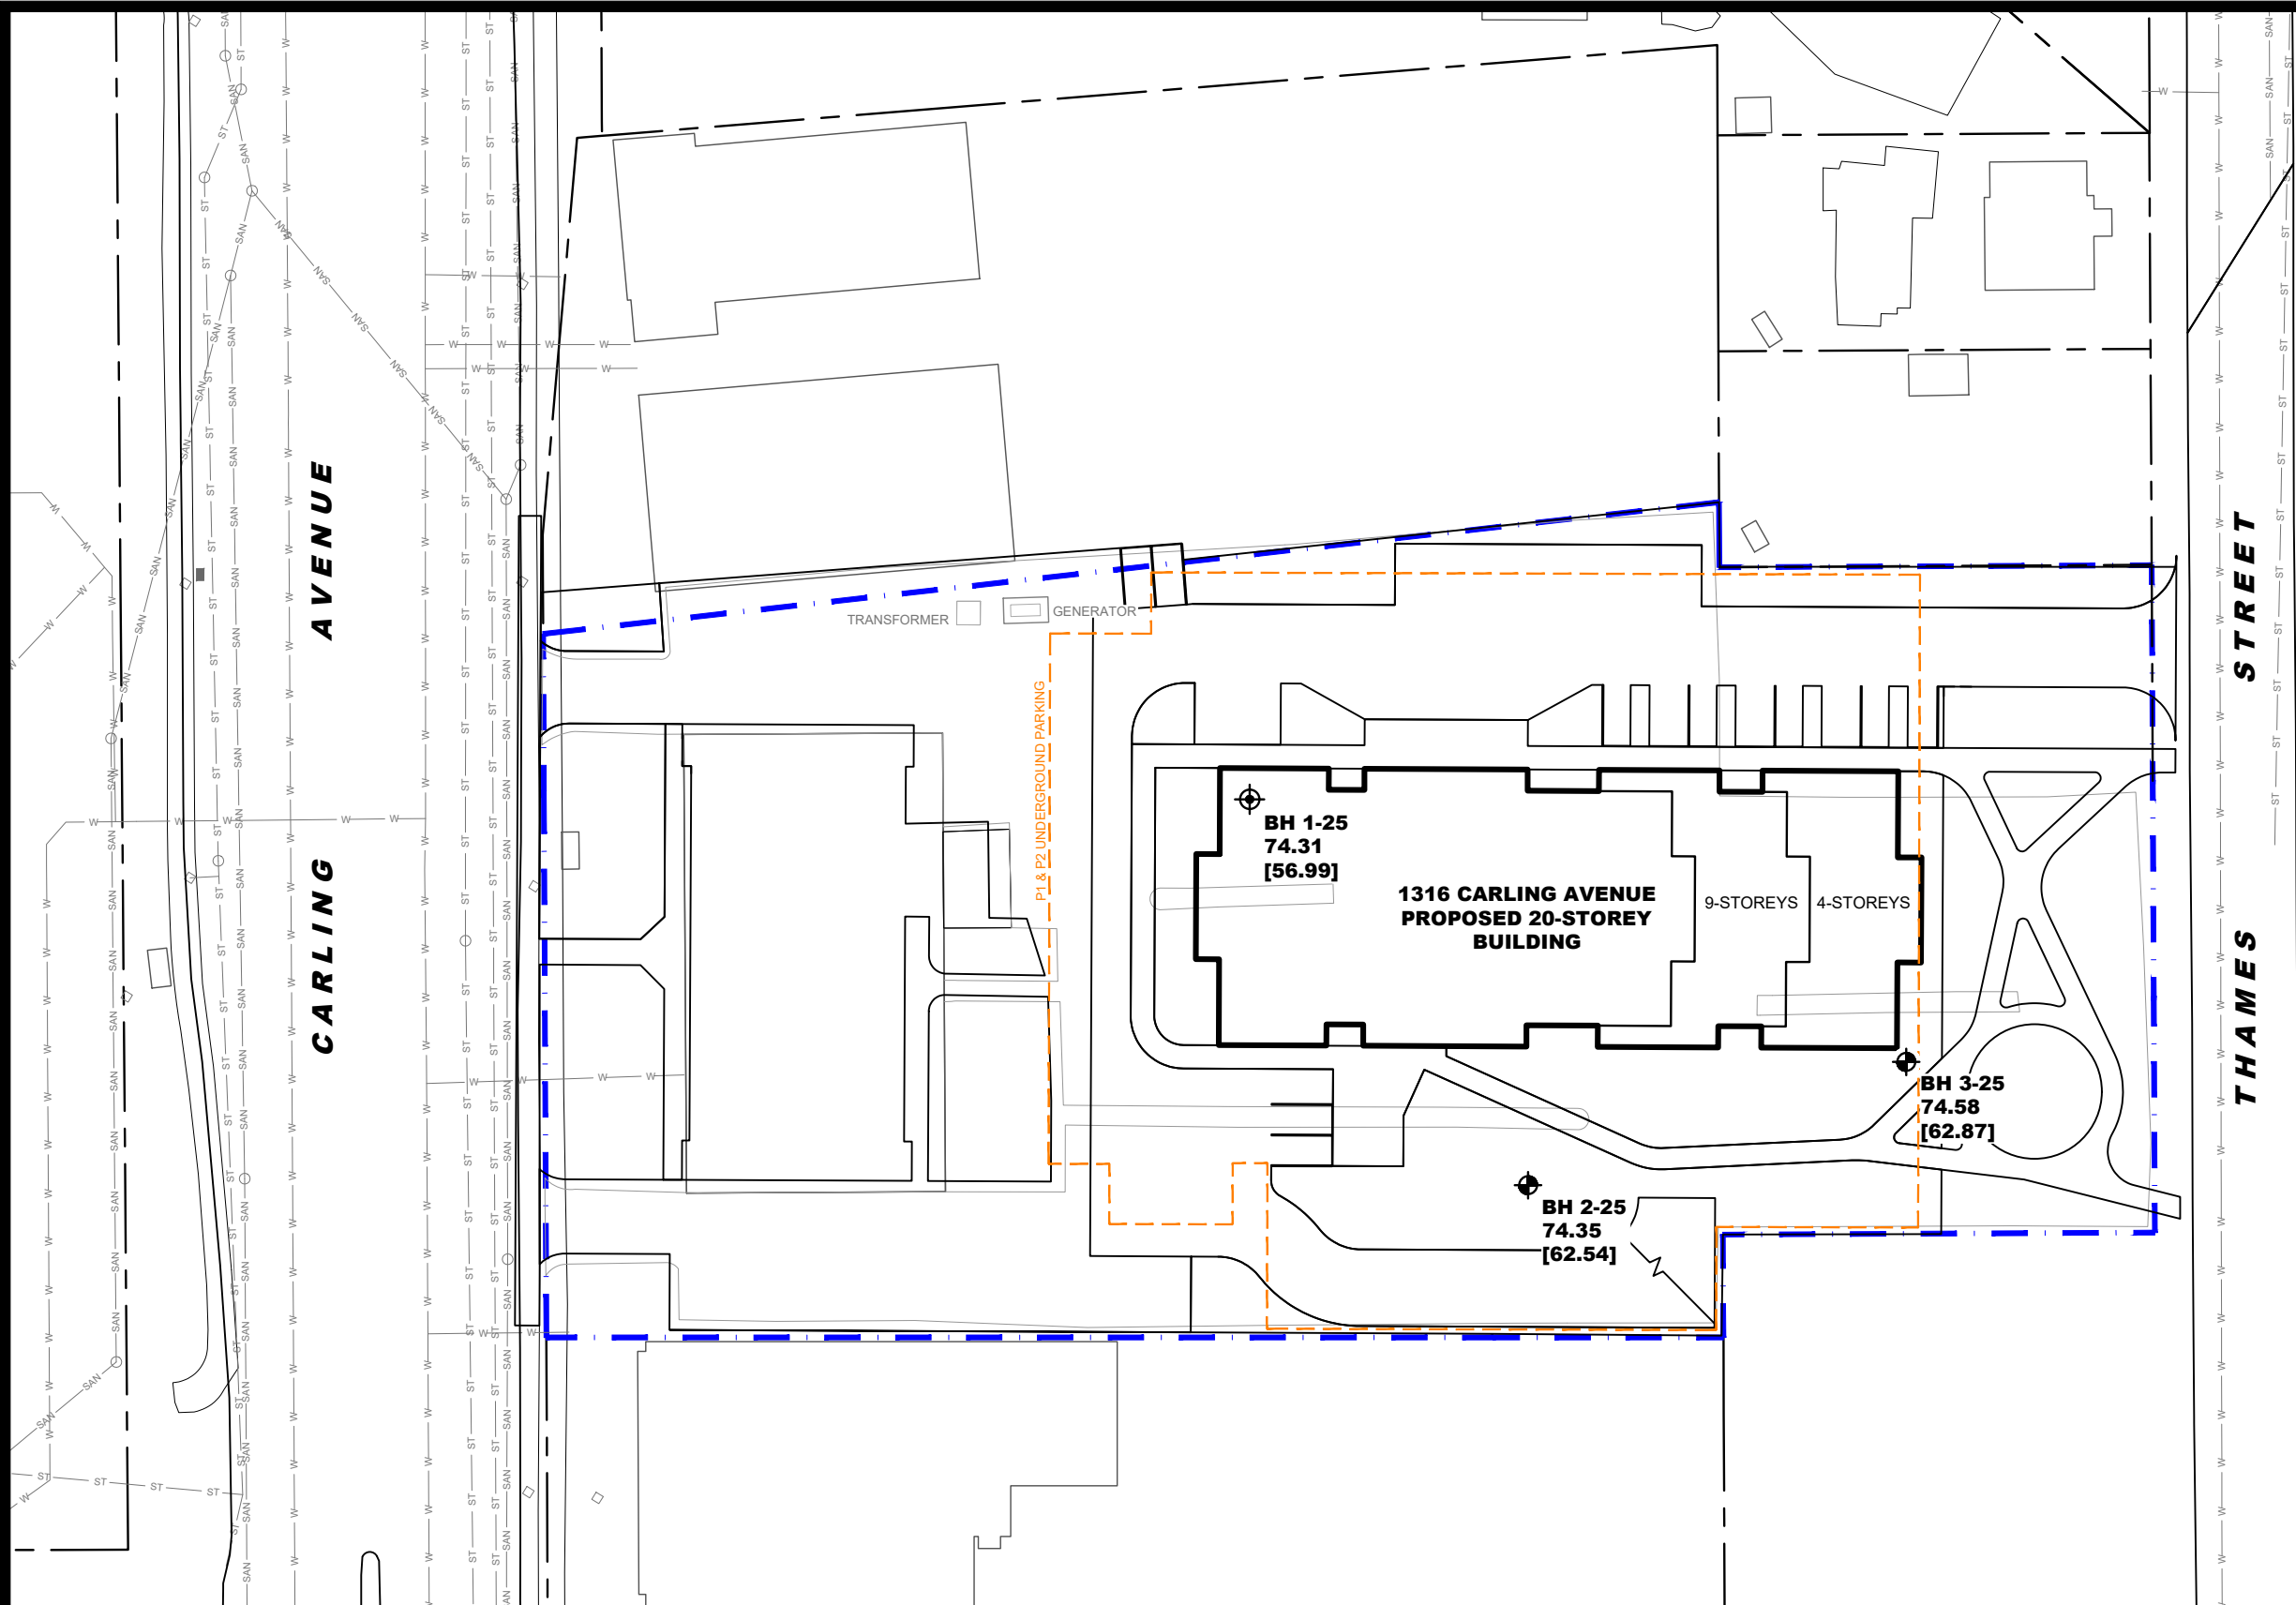 CARLING AVENUE
THAMES STREET
TRANSFORMER
GENERATOR
P1 & P2 UNDERGROUND PARKING
BH 1-25
74.31
[56.99]
1316 CARLING AVENUE
PROPOSED 20-STOREY
BUILDING
9-STOREYS
4-STOREYS
BH 3-25
74.58
[62.87]
BH 2-25
74.35
[62.54]
W
ST
SAN